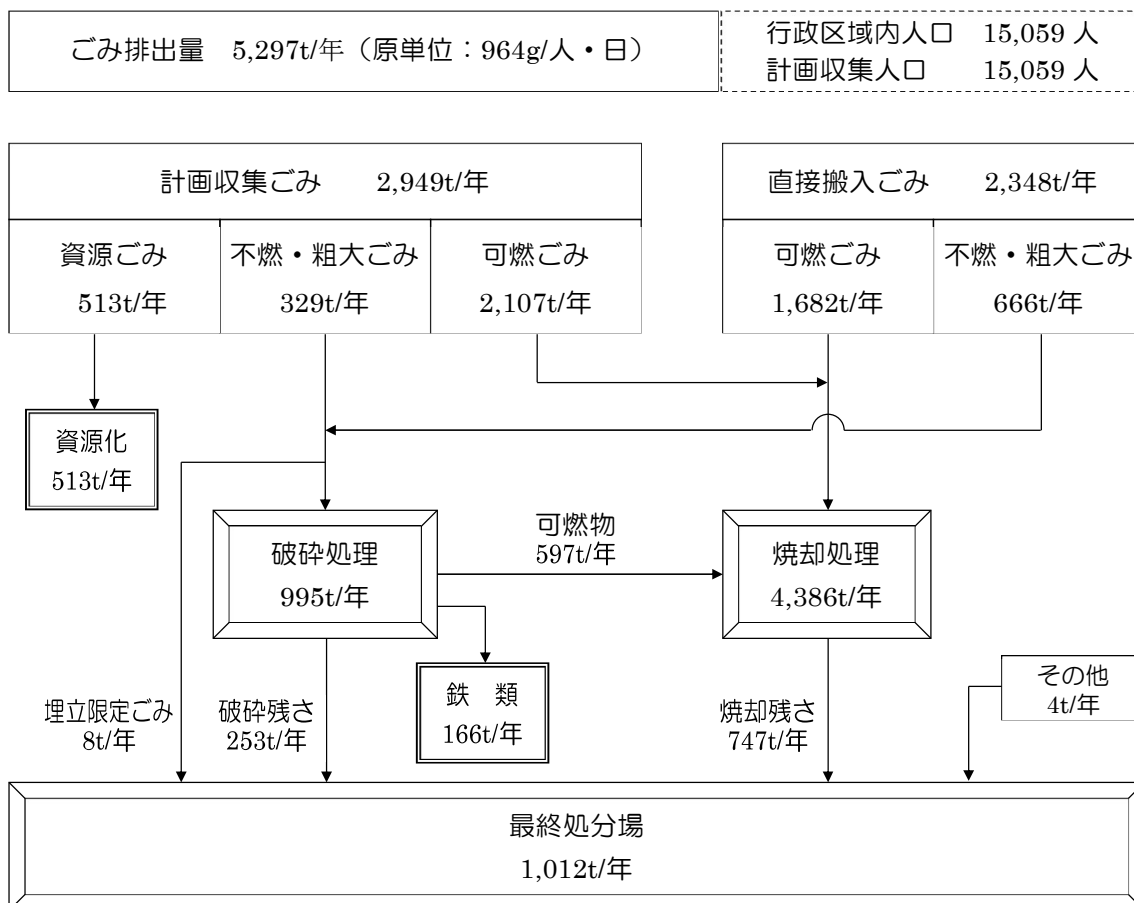 ごみ排出量　5,297t/年（原単位：964g/人・日）
行政区域内人口　15,059 人
計画収集人口　15,059 人
計画収集ごみ　2,949t/年
直接搬入ごみ　2,348t/年
資源ごみ
513t/年
不燃・粗大ごみ
329t/年
可燃ごみ
2,107t/年
可燃ごみ
1,682t/年
不燃・粗大ごみ
666t/年
資源化
513t/年
破砕処理
995t/年
可燃物
597t/年
焼却処理
4,386t/年
埋立限定ごみ
8t/年
破砕残さ
253t/年
鉄　類
166t/年
焼却残さ
747t/年
その他
4t/年
最終処分場
1,012t/年